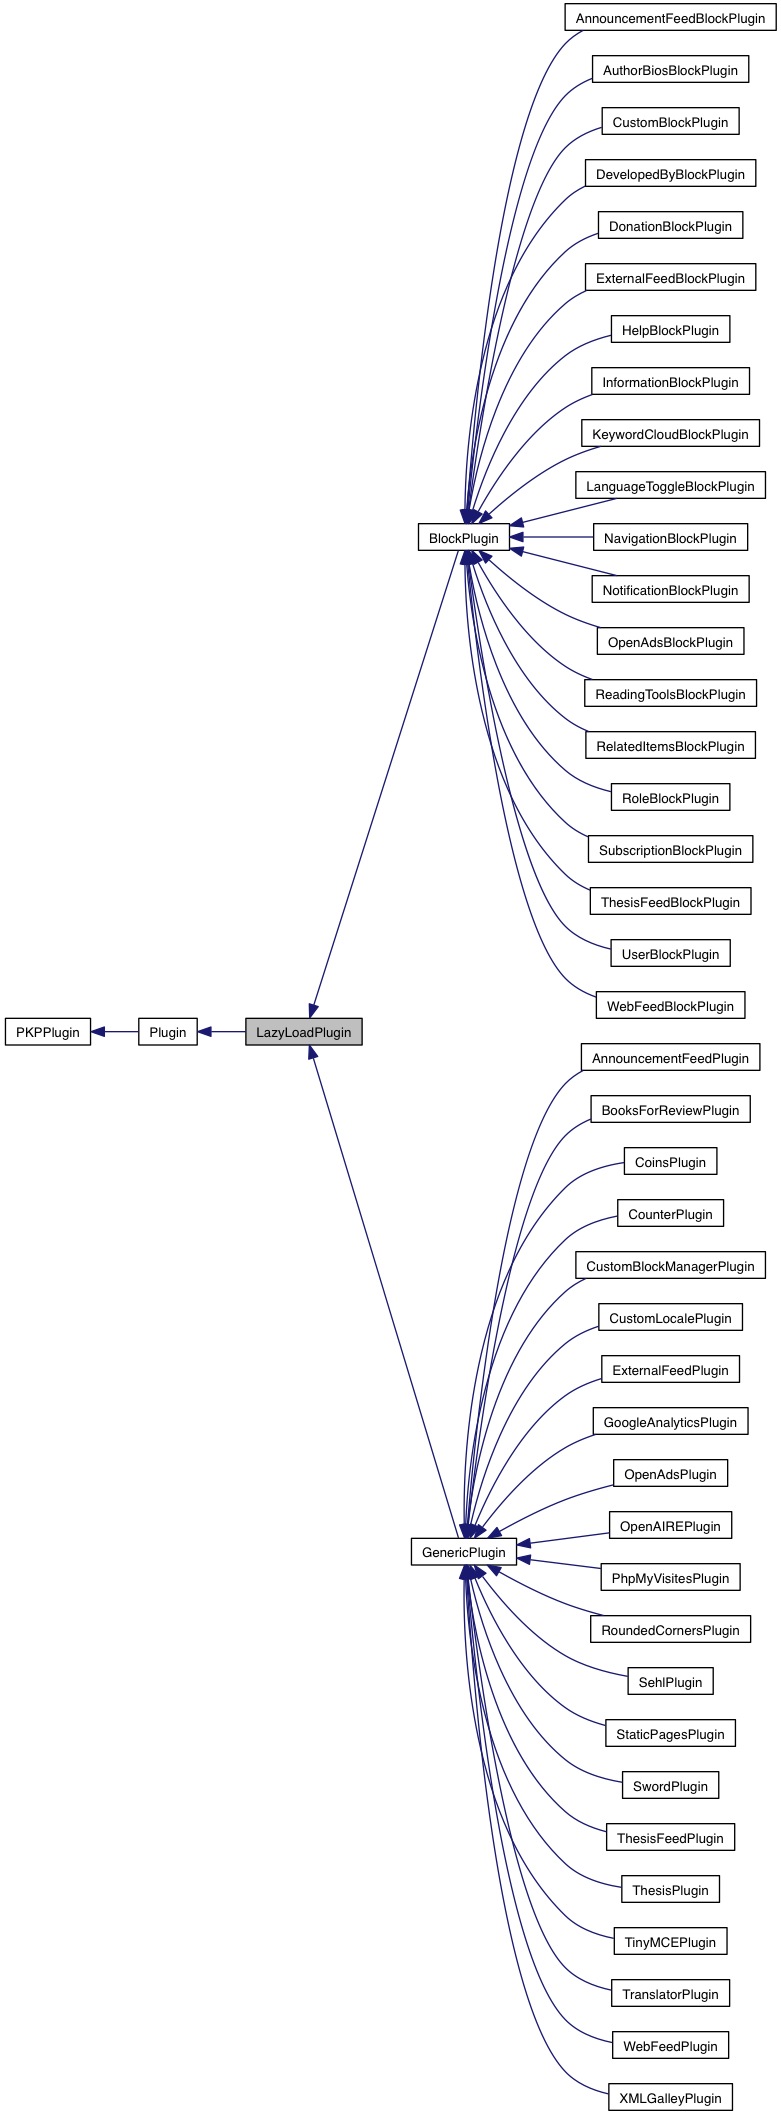 AnnouncementFeedBlockPlugin
AuthorBiosBlockPlugin
CustomBlockPlugin
DevelopedByBlockPlugin
DonationBlockPlugin
ExternalFeedBlockPlugin
HelpBlockPlugin
InformationBlockPlugin
KeywordCloudBlockPlugin
LanguageToggleBlockPlugin
BlockPlugin
NavigationBlockPlugin
NotificationBlockPlugin
OpenAdsBlockPlugin
ReadingToolsBlockPlugin
RelatedItemsBlockPlugin
RoleBlockPlugin
SubscriptionBlockPlugin
ThesisFeedBlockPlugin
UserBlockPlugin
WebFeedBlockPlugin
PKPPlugin
Plugin
LazyLoadPlugin
AnnouncementFeedPlugin
BooksForReviewPlugin
CoinsPlugin
CounterPlugin
CustomBlockManagerPlugin
CustomLocalePlugin
ExternalFeedPlugin
GoogleAnalyticsPlugin
OpenAdsPlugin
OpenAIREPlugin
GenericPlugin
PhpMyVisitesPlugin
RoundedCornersPlugin
SehlPlugin
StaticPagesPlugin
SwordPlugin
ThesisFeedPlugin
ThesisPlugin
TinyMCEPlugin
TranslatorPlugin
WebFeedPlugin
XMLGalleyPlugin